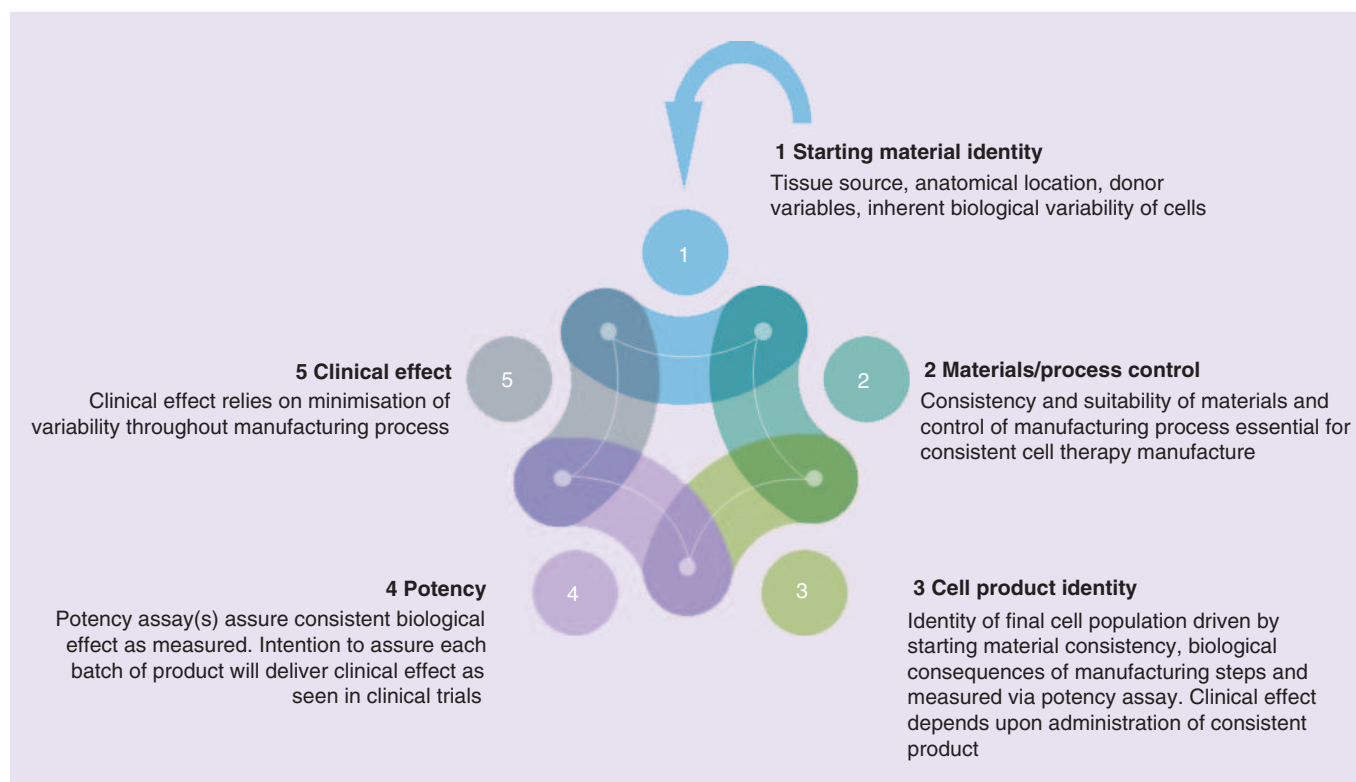 1 Starting material identity
Tissue source, anatomical location, donor
variables, inherent biological variability of cells
1
2
2 Materials/process control
Consistency and suitability of materials and
control of manufacturing process essential for
consistent cell therapy manufacture
3
3 Cell product identity
Identity of final cell population driven by
starting material consistency, biological
consequences of manufacturing steps and
measured via potency assay. Clinical effect
depends upon administration of consistent
product
4
4 Potency
Potency assay(s) assure consistent biological
effect as measured. Intention to assure each
batch of product will deliver clinical effect as
seen in clinical trials
5
5 Clinical effect
Clinical effect relies on minimisation of
variability throughout manufacturing process